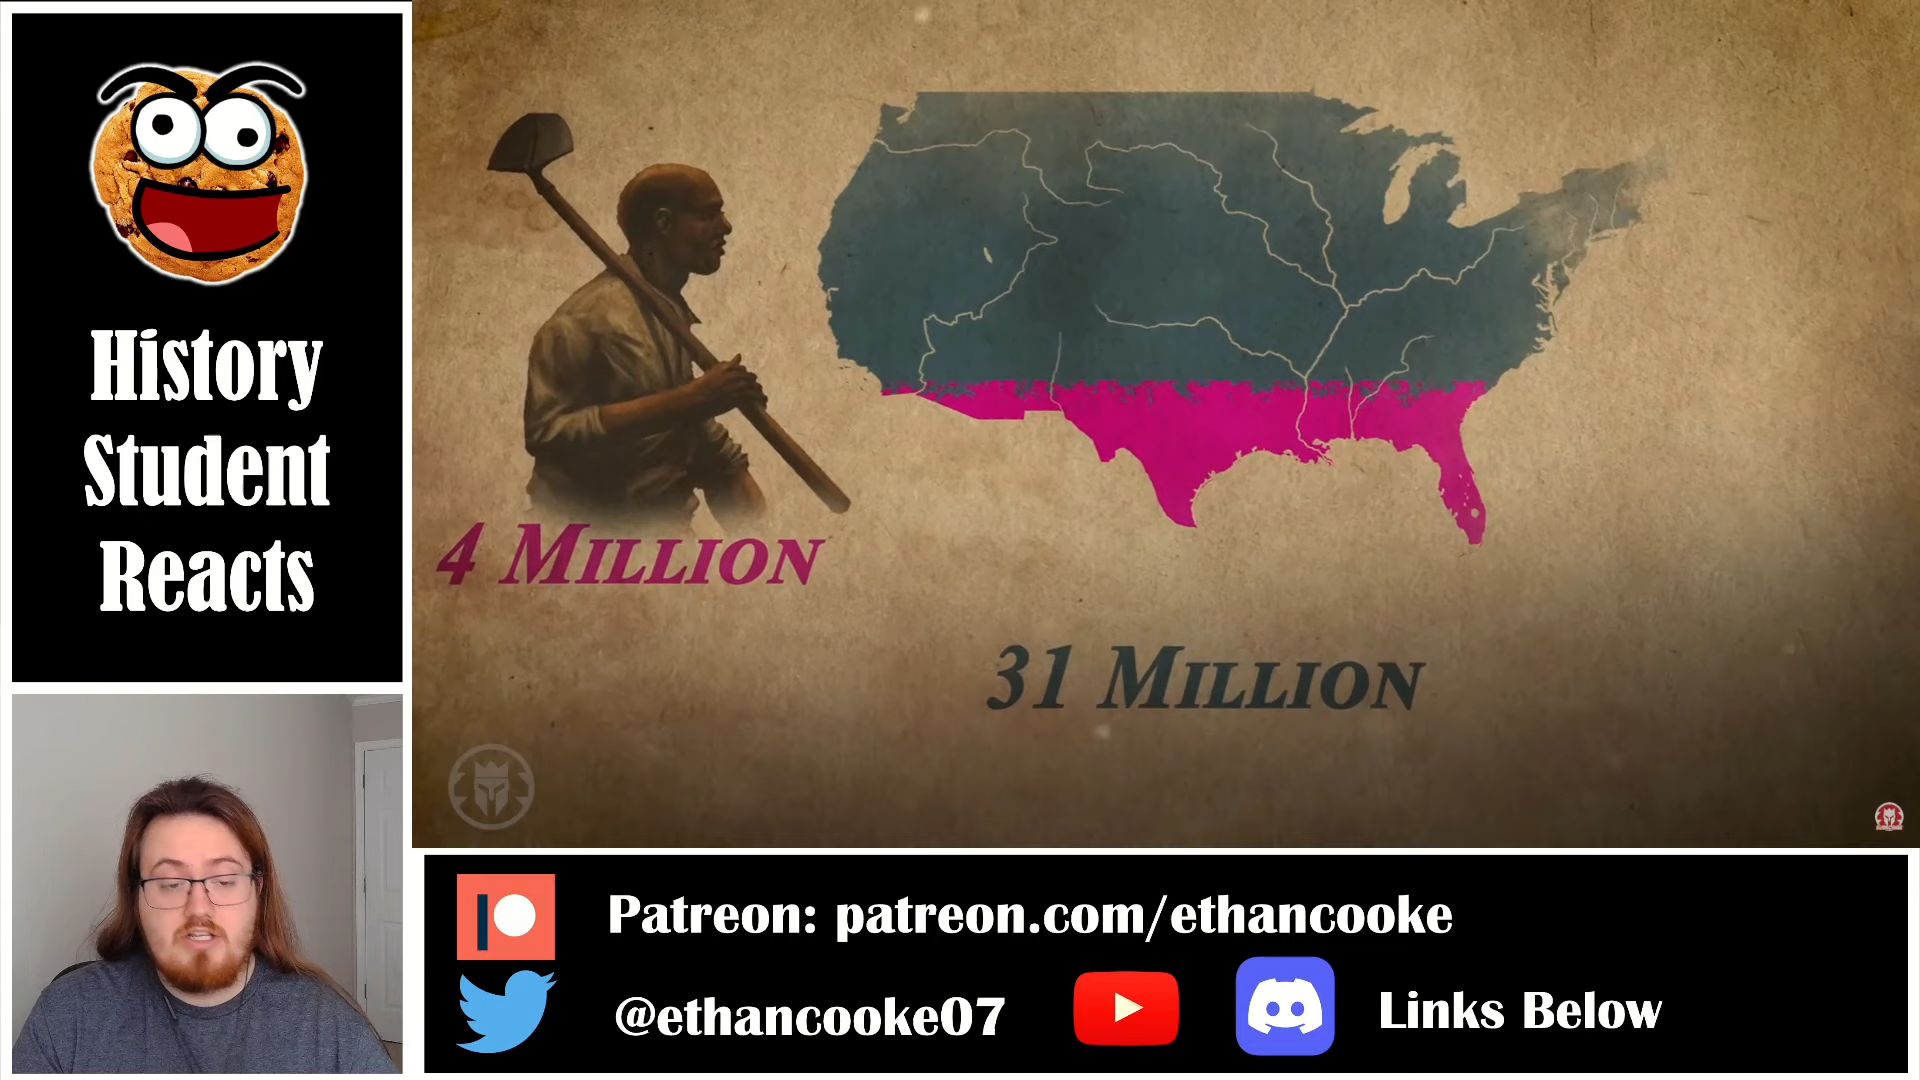 History
Student
Reacts
4 Million
31 Million
Patreon: patreon.com/ethancooke
@ethancooke07
Links Below